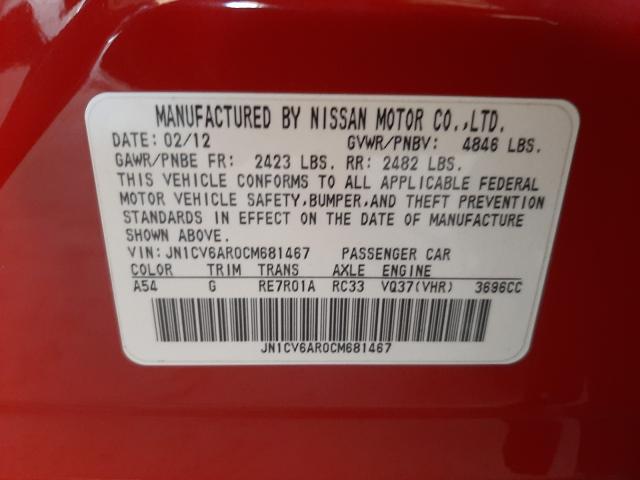 MANUFACTURED BY NISSAN MOTOR CO.,LTD.
DATE: 02/12 GVWR/PNBV: 4846 LBS.
GAWR/PNBE FR: 2423 LBS. RR: 2482 LBS.
THIS VEHICLE CONFORMS TO ALL APPLICABLE FEDERAL
MOTOR VEHICLE SAFETY,BUMPER,AND THEFT PREVENTION
STANDARDS IN EFFECT ON THE DATE OF MANUFACTURE
SHOWN ABOVE.
VIN: JN1CV6AR0CM681467 PASSENGER CAR
COLOR TRIM TRANS AXLE ENGINE
A54 G RE7R01A RC33 VQ37(VHR) 3696CC
JN1CV6AR0CM681467